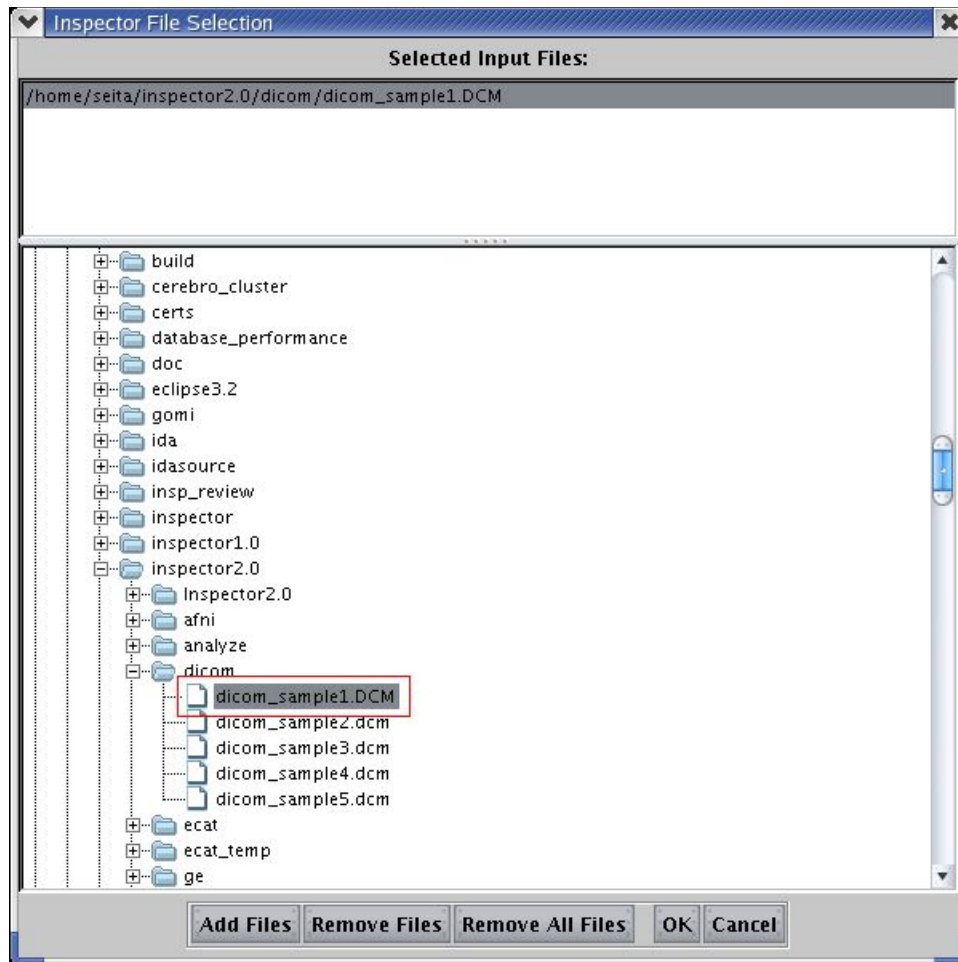 Inspector File Selection
Selected Input Files:
/home/seita/inspector2.0/dicom/dicom_sample1.DCM
build
cerebro_cluster
certs
database_performance
doc
eclipse3.2
gomi
ida
idasource
insp_review
inspector
inspector1.0
inspector2.0
Inspector2.0
afni
analyze
dicom
dicom_sample1.DCM
dicom_sample2.dcm
dicom_sample3.dcm
dicom_sample4.dcm
dicom_sample5.dcm
ecat
ecat_temp
ge
Add Files Remove Files Remove All Files OK Cancel